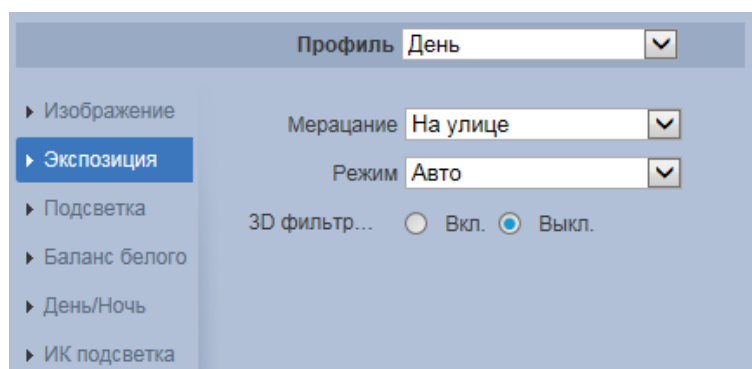 Профиль День
Изображение
Мерацание На улице
Экспозиция
Режим Авто
Подсветка
3D фильтр... Вкл. Выкл.
Баланс белого
День/Ночь
ИК подсветка